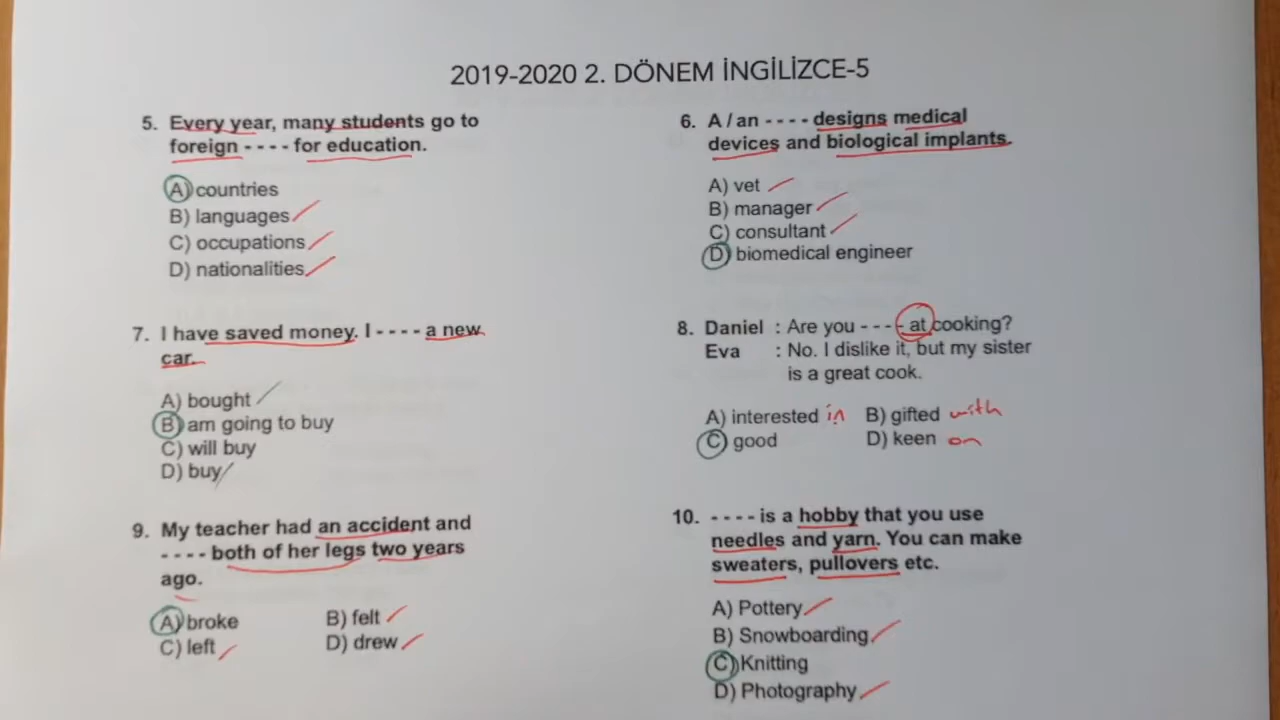 2019-2020 2. DÖNEM İNGİLİZCE-5
5. Every year, many students go to
foreign ---- for education.
A) countries
B) languages
C) occupations
D) nationalities
6. A / an ---- designs medical
devices and biological implants.
A) vet
B) manager
C) consultant
D) biomedical engineer
7. I have saved money. I ---- a new
car.
A) bought
B) am going to buy
C) will buy
D) buy
8. Daniel : Are you ---- at cooking?
Eva : No. I dislike it, but my sister
is a great cook.
A) interested in B) gifted with
C) good D) keen on
9. My teacher had an accident and
---- both of her legs two years
ago.
A) broke B) felt
C) left D) drew
10. ---- is a hobby that you use
needles and yarn. You can make
sweaters, pullovers etc.
A) Pottery
B) Snowboarding
C) Knitting
D) Photography